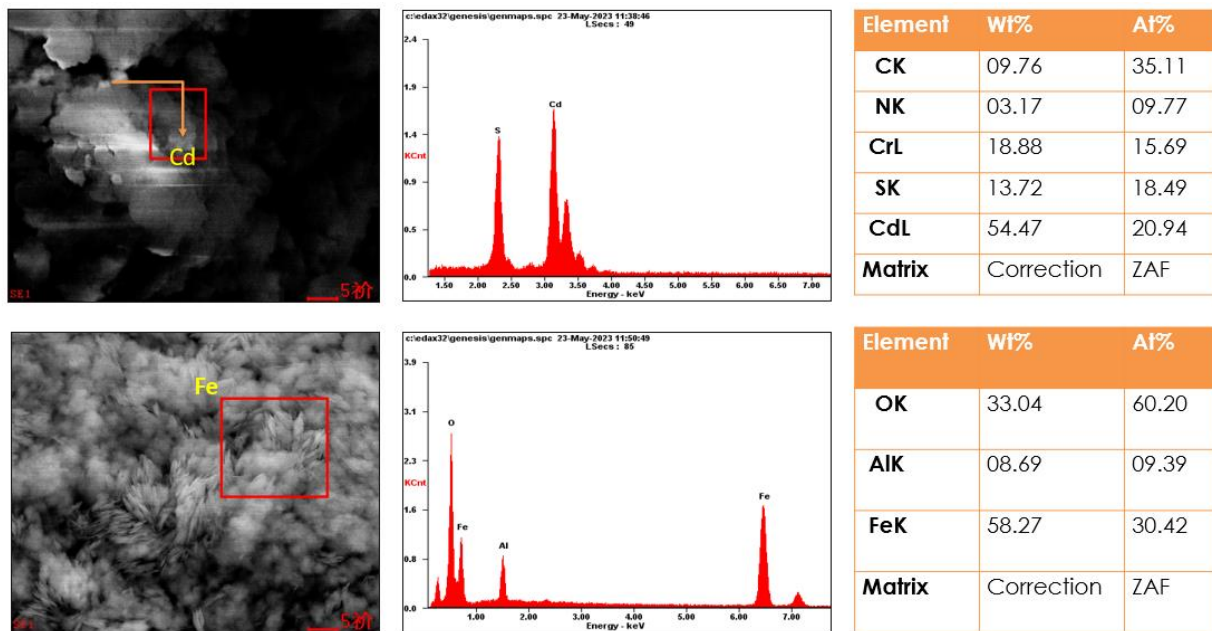 Cd
SE1
5祄
c:\edax32\genesis\genmaps.spc 23-May-2023 11:38:46
LSecs : 49
2.4
1.9
1.4
KCnt
0.9
0.5
0.0
S
Cd
1.50 2.00 2.50 3.00 3.50 4.00 4.50 5.00 5.50 6.00 6.50 7.00
Energy - keV
Element Wt% At%
CK 09.76 35.11
NK 03.17 09.77
CrL 18.88 15.69
SK 13.72 18.49
CdL 54.47 20.94
Matrix Correction ZAF
Fe
SE1
5祄
c:\edax32\genesis\genmaps.spc 23-May-2023 11:50:49
LSecs : 85
3.9
3.1
2.3
KCnt
1.6
0.8
0.0
O
Fe
Al
Fe
1.00 2.00 3.00 4.00 5.00 6.00 7.00
Energy - keV
Element Wt% At%
OK 33.04 60.20
AlK 08.69 09.39
FeK 58.27 30.42
Matrix Correction ZAF